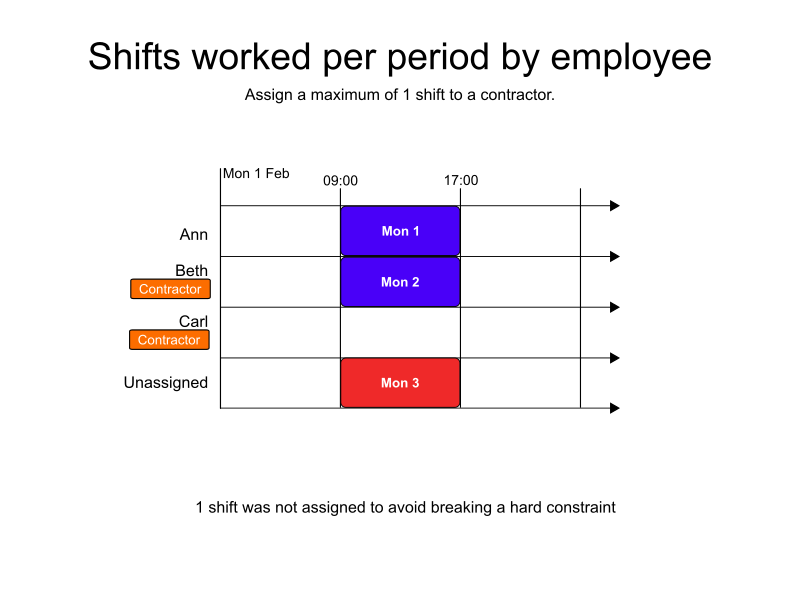 Shifts worked per period by employee
Assign a maximum of 1 shift to a contractor.
Mon 1 Feb
09:00
17:00
Ann
Mon 1
Beth
Contractor
Mon 2
Carl
Contractor
Unassigned
Mon 3
1 shift was not assigned to avoid breaking a hard constraint